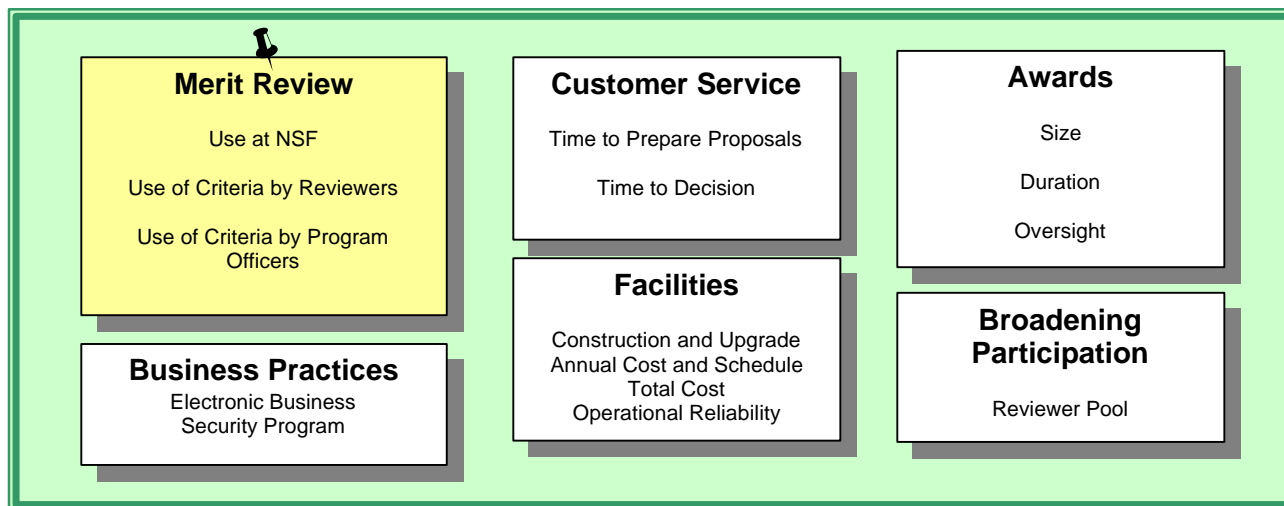 Merit Review
Use at NSF
Use of Criteria by Reviewers
Use of Criteria by Program
Officers
Business Practices
Electronic Business
Security Program
Customer Service
Time to Prepare Proposals
Time to Decision
Facilities
Construction and Upgrade
Annual Cost and Schedule
Total Cost
Operational Reliability
Awards
Size
Duration
Oversight
Broadening
Participation
Reviewer Pool